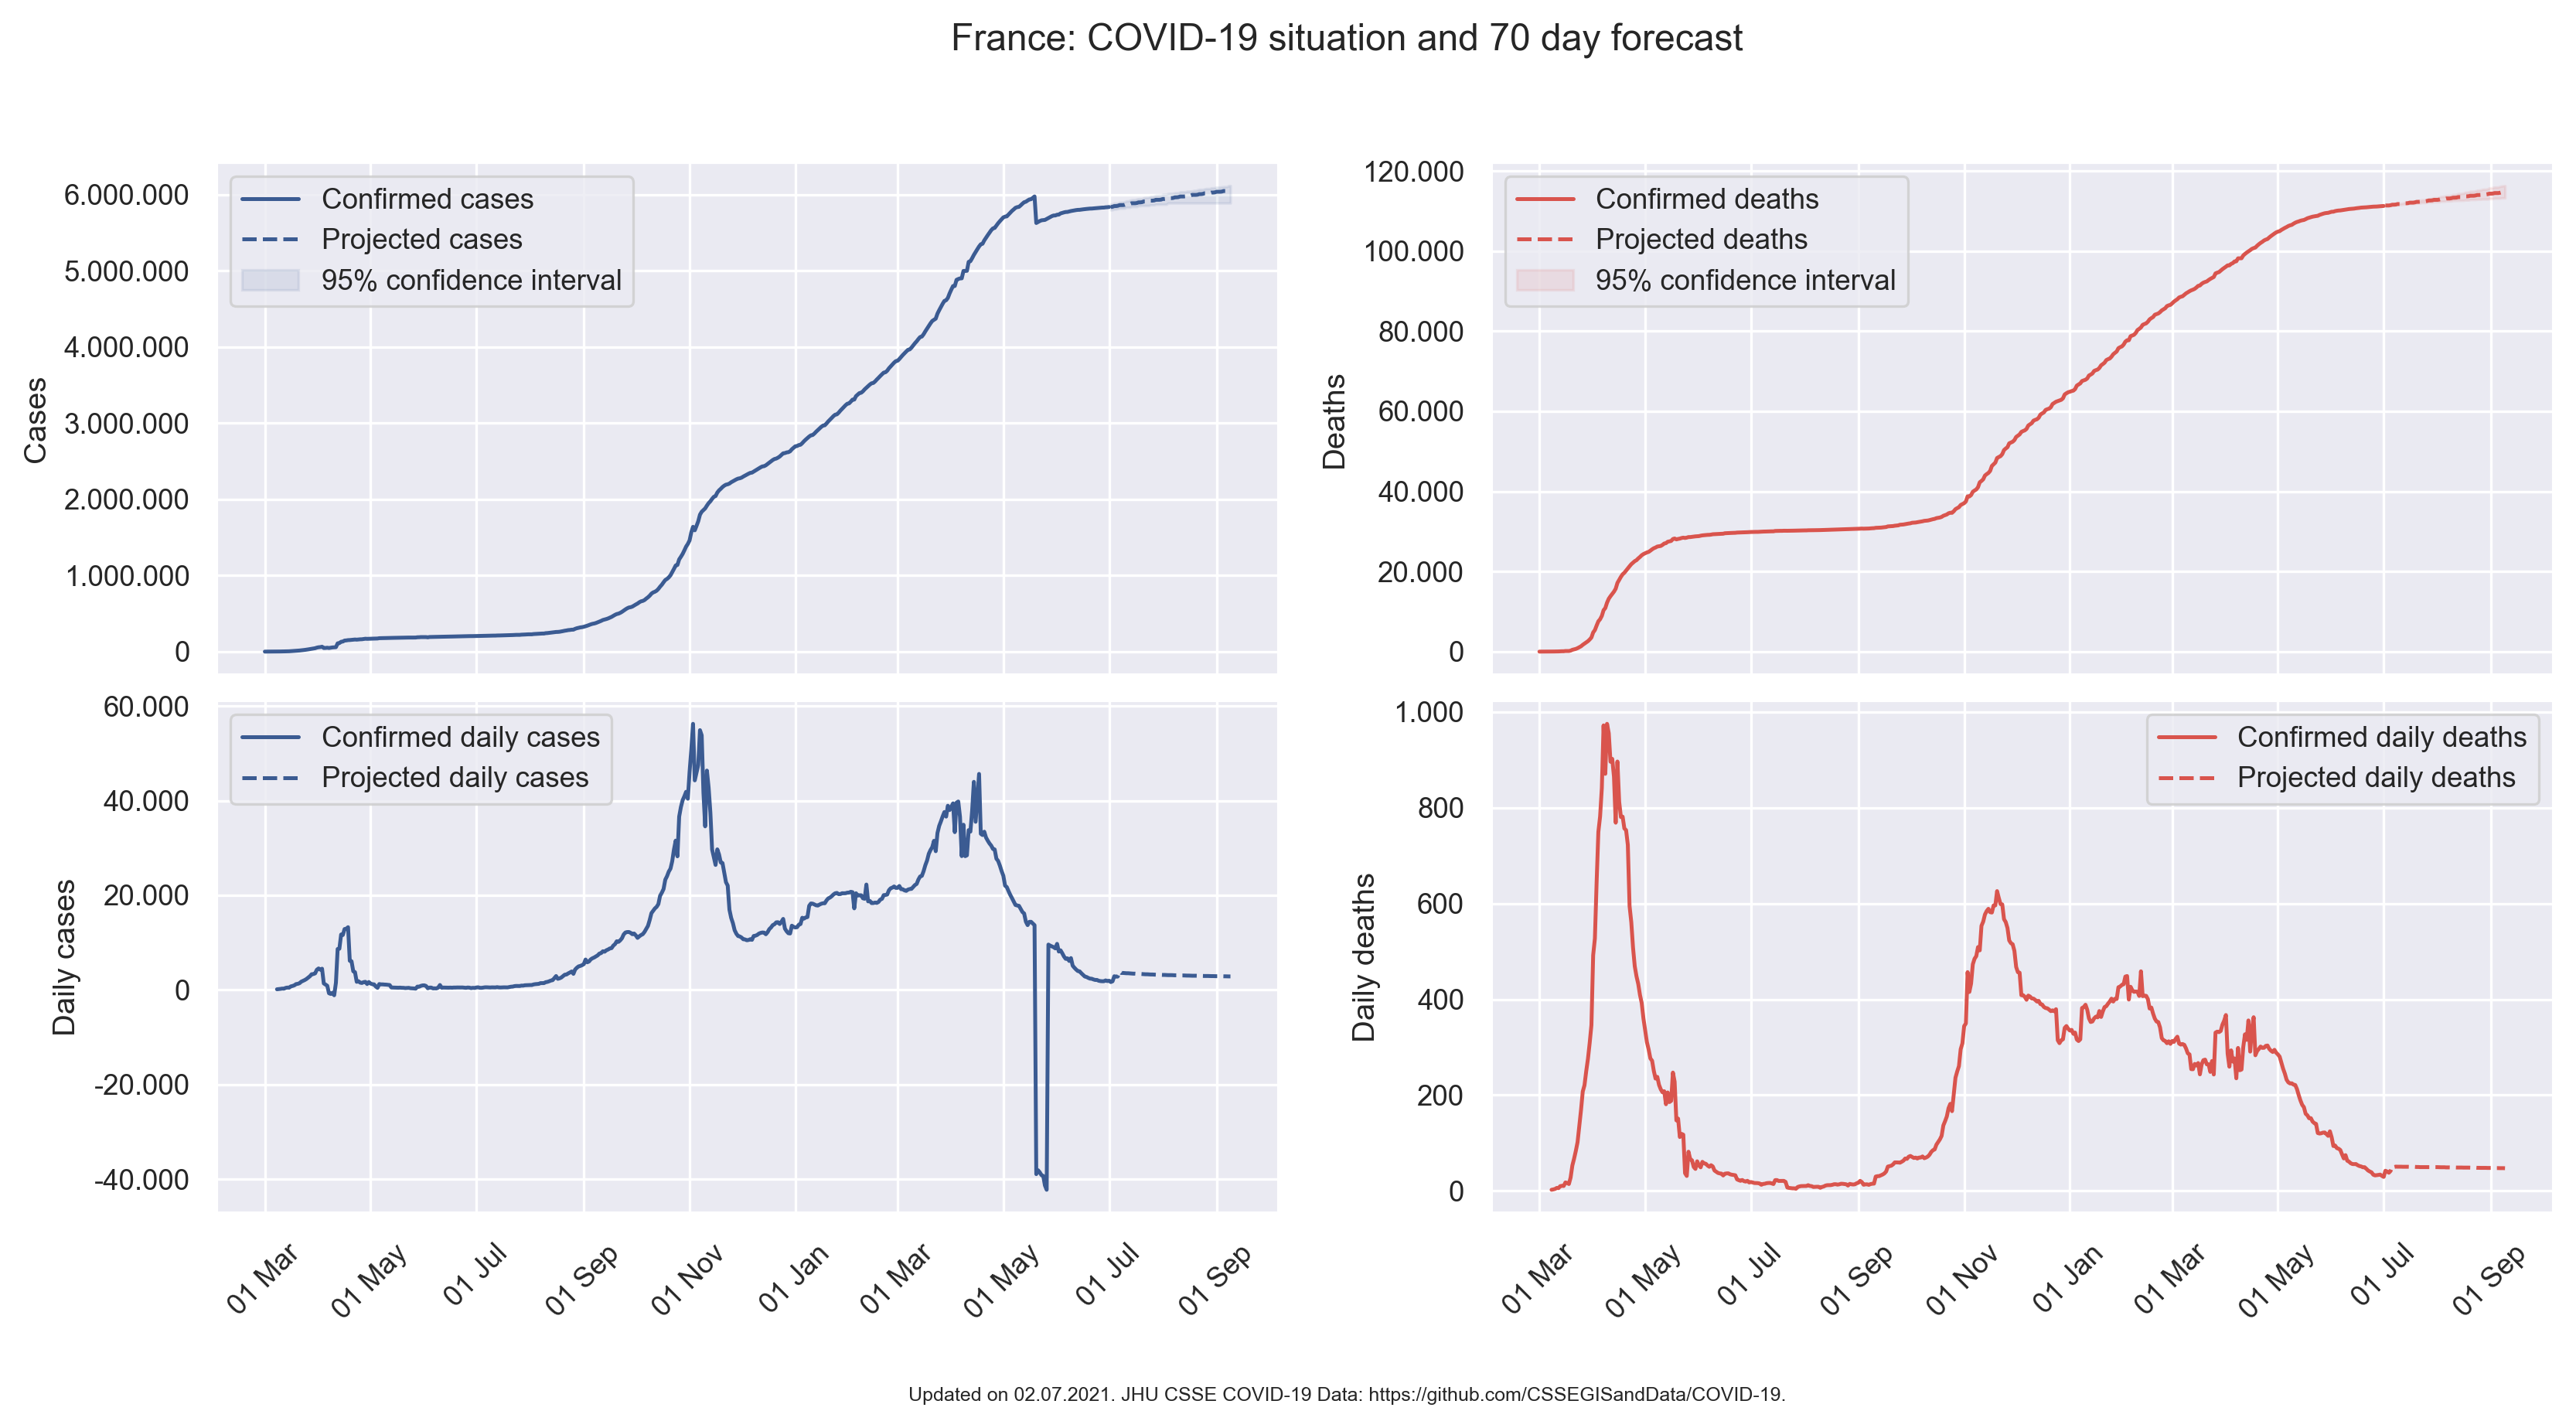 France: COVID-19 situation and 70 day forecast
6.000.000
5.000.000
4.000.000
3.000.000
2.000.000
1.000.000
0
Cases
Confirmed cases
Projected cases
95% confidence interval
120.000
100.000
80.000
60.000
40.000
20.000
0
Deaths
Confirmed deaths
Projected deaths
95% confidence interval
60.000
40.000
20.000
0
-20.000
-40.000
Daily cases
Confirmed daily cases
Projected daily cases
01 Mar
01 May
01 Jul
01 Sep
01 Nov
01 Jan
01 Mar
01 May
01 Jul
01 Sep
1.000
800
600
400
200
0
Daily deaths
Confirmed daily deaths
Projected daily deaths
01 Mar
01 May
01 Jul
01 Sep
01 Nov
01 Jan
01 Mar
01 May
01 Jul
01 Sep
Updated on 02.07.2021. JHU CSSE COVID-19 Data: https://github.com/CSSEGISandData/COVID-19.